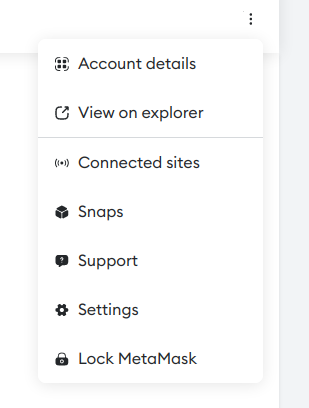 Account details
View on explorer
Connected sites
Snaps
Support
Settings
Lock MetaMask